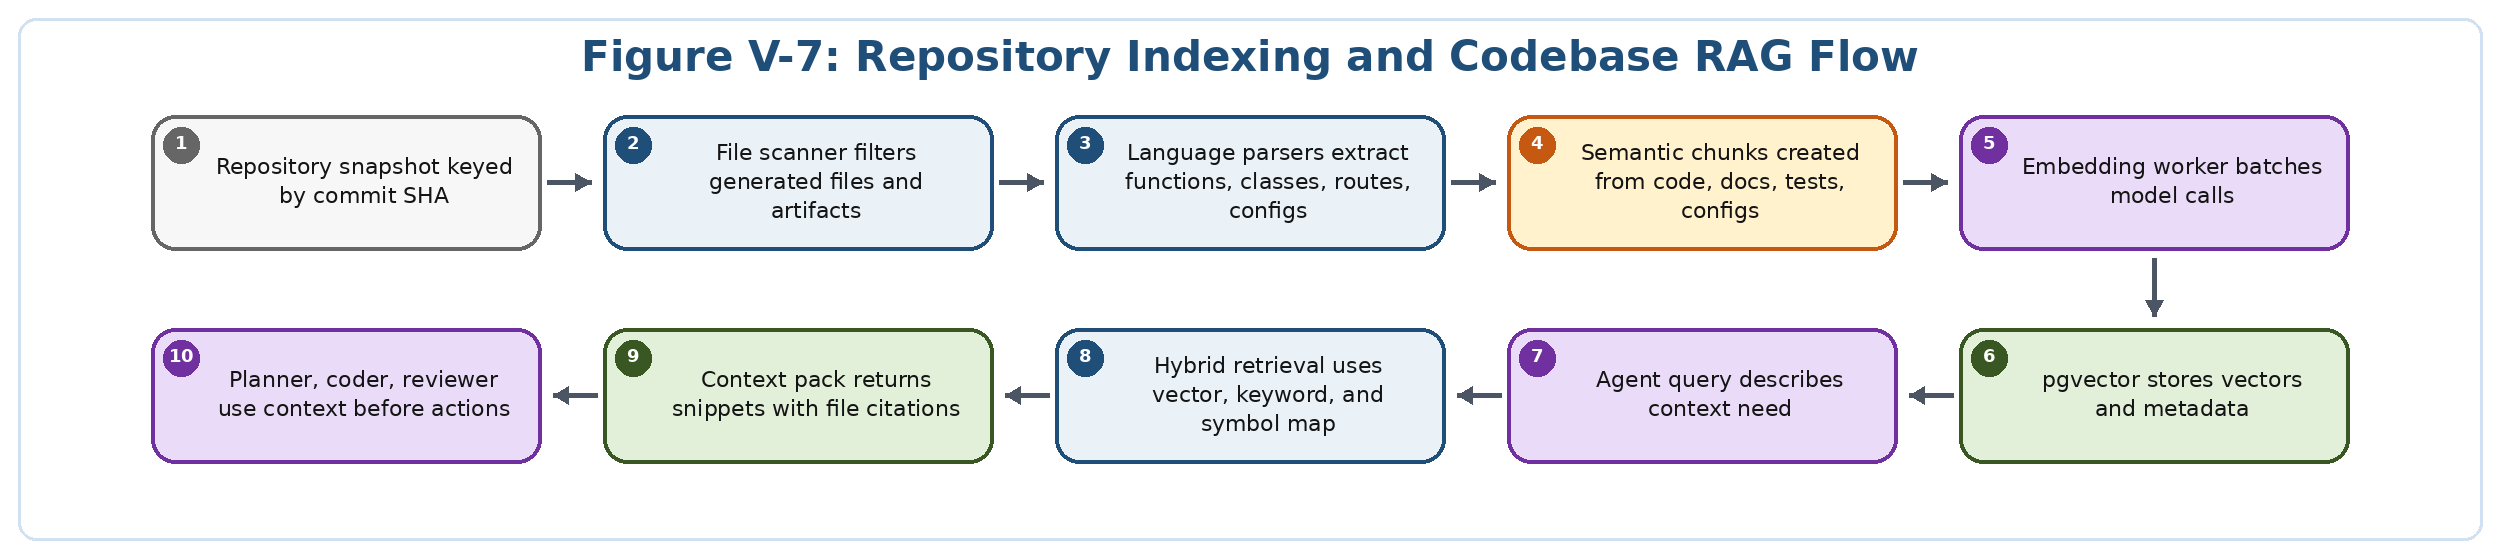 Figure V-7: Repository Indexing and Codebase RAG Flow
1
Repository snapshot keyed
by commit SHA
2
File scanner filters
generated files and
artifacts
3
Language parsers extract
functions, classes, routes,
configs
4
Semantic chunks created
from code, docs, tests,
configs
5
Embedding worker batches
model calls
6
pgvector stores vectors
and metadata
7
Agent query describes
context need
8
Hybrid retrieval uses
vector, keyword, and
symbol map
9
Context pack returns
snippets with file citations
10
Planner, coder, reviewer
use context before actions